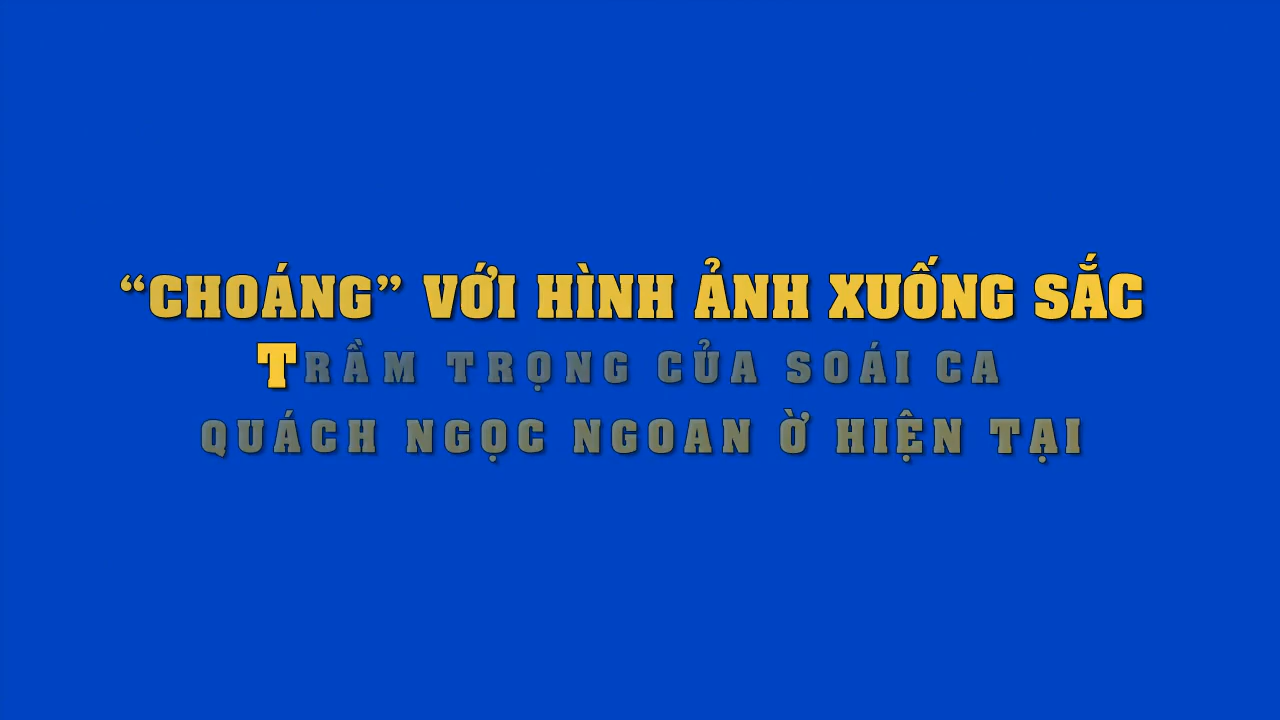 “CHOÁNG” VỚI HÌNH ẢNH XUỐNG SẮC
TRẦM TRỌNG CỦA SOÁI CA
QUÁCH NGỌC NGOAN Ờ HIỆN TẠI